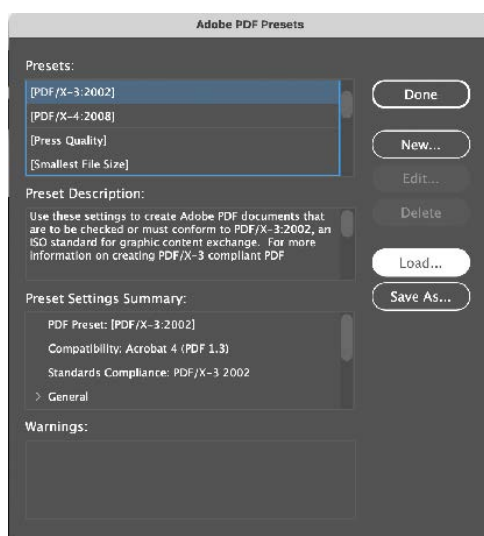 Adobe PDF Presets
Presets:
[PDF/X-3:2002]
[PDF/X-4:2008]
[Press Quality]
[Smallest File Size]
Done
New...
Edit...
Delete
Load...
Save As...
Preset Description:
Use these settings to create Adobe PDF documents that
are to be checked or must conform to PDF/X-3:2002, an
ISO standard for graphic content exchange. For more
information on creating PDF/X-3 compliant PDF
Preset Settings Summary:
PDF Preset: [PDF/X-3:2002]
Compatibility: Acrobat 4 (PDF 1.3)
Standards Compliance: PDF/X-3 2002
> General
Warnings: